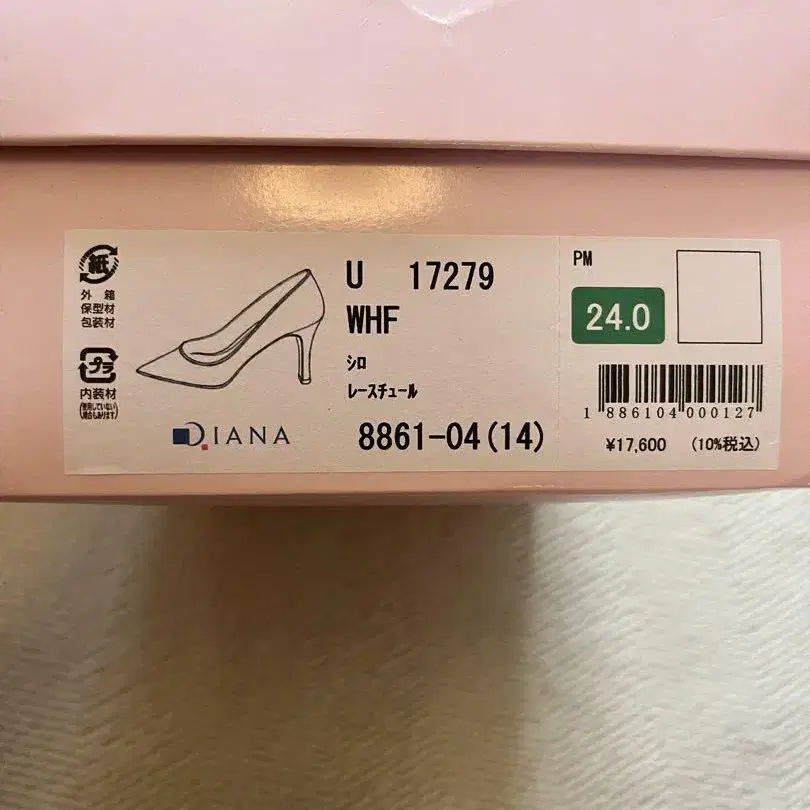 紙
外 箱
保型材
包装材
プラ
内装材
(使用していない
場合もあります)
DIANA
U 17279
WHF
シロ
レースチュール
8861-04(14)
PM
24.0
1 886104 000127
¥17,600 (10%税込)